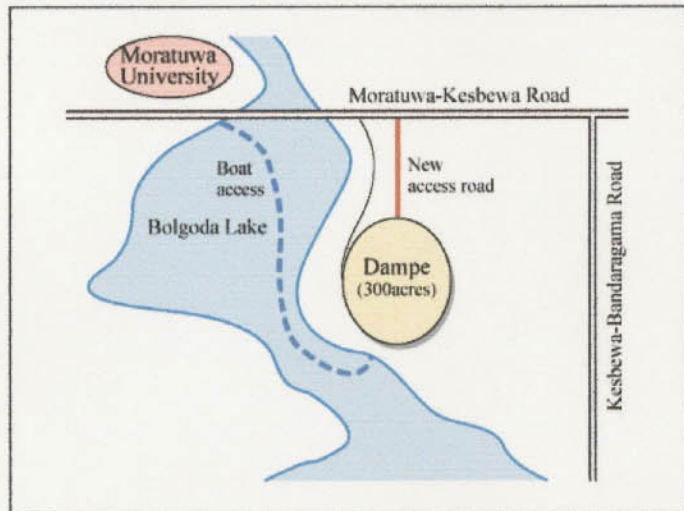 Moratuwa
University
Moratuwa-Kesbewa Road
Boat
access
New
access road
Bolgoda Lake
Dampe
(300acres)
Kesbewa-Bandaragama Road